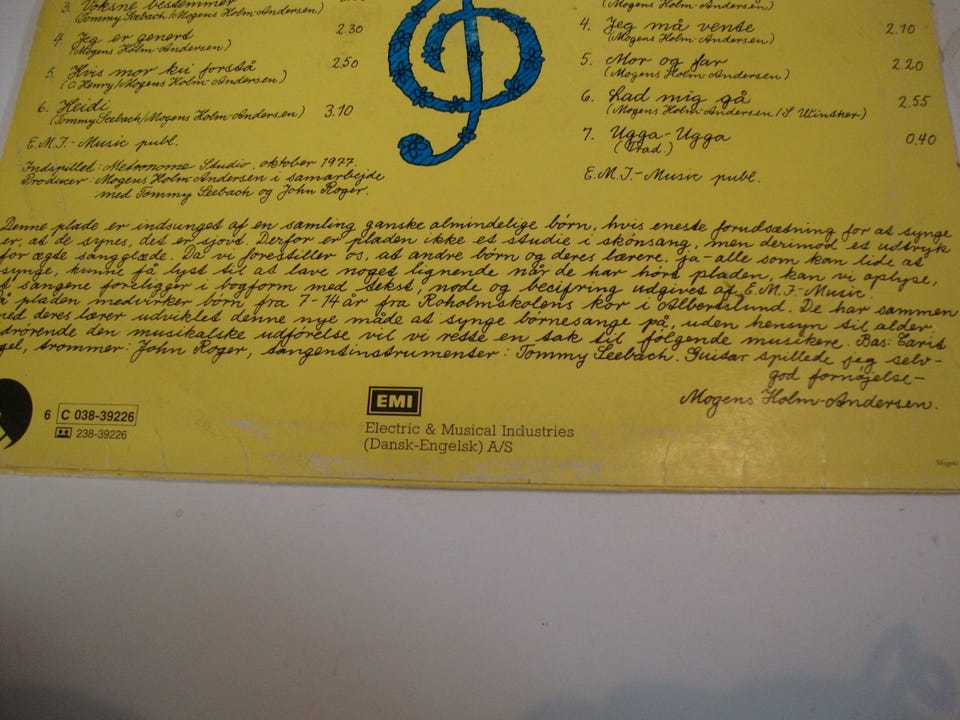 3. Voksne bestemmer
(Tommy Seebach/Mogens Holm-Andersen)
4. Jeg er genert 2.30
(Mogens Holm-Andersen)
5. Hvis mor ku' forstå 2.50
(O. Henry/Mogens Holm-Andersen)
6. Heidi 3.10
(Tommy Seebach/Mogens Holm-Andersen)
E.M.I.-Music publ.
Indspillet: Metronome Studio, oktober 1977.
Producer: Mogens Holm-Andersen i samarbejde
med Tommy Seebach og John Roger.
(Mogens Holm-Andersen)
4. Jeg må vente 2.10
(Mogens Holm-Andersen)
5. Mor og far 2.20
(Mogens Holm-Andersen)
6. Lad mig gå 2.55
(Mogens Holm-Andersen/S. Winther)
7. Ugga-Ugga 0.40
(Trad.)
E.M.I.-Music publ.
Denne plade er indsunget af en samling ganske almindelige børn, hvis eneste forudsætning for at synge
er, at de synes, det er sjovt. Derfor er pladen ikke et studie i skønsang, men derimod et udtryk
for ægte sangglæde. Da vi forestiller os, at andre børn og deres lærere, ja-alle som kan lide at
synge, kunne få lyst til at lave noget lignende når de har hørt pladen, kan vi oplyse,
at sangene foreligger i bogform med tekst, node og becifring udgivet af E.M.I.-Music.
På pladen medvirker børn fra 7-14 år fra Roholmskolens kor i Albertslund. De har sammen
med deres lærer udviklet denne nye måde at synge børnesange på, uden hensyn til alder.
Vedrørende den musikalske udførelse vil vi rette en tak til følgende musikere. Bas:
trommer: John Roger, tangentinstrumenter: Tommy Seebach. Guitar spillede jeg selv-
god fornøjelse-
Mogens Holm-Andersen.
6 C 038-39226
238-39226
EMI
Electric & Musical Industries
(Dansk-Engelsk) A/S